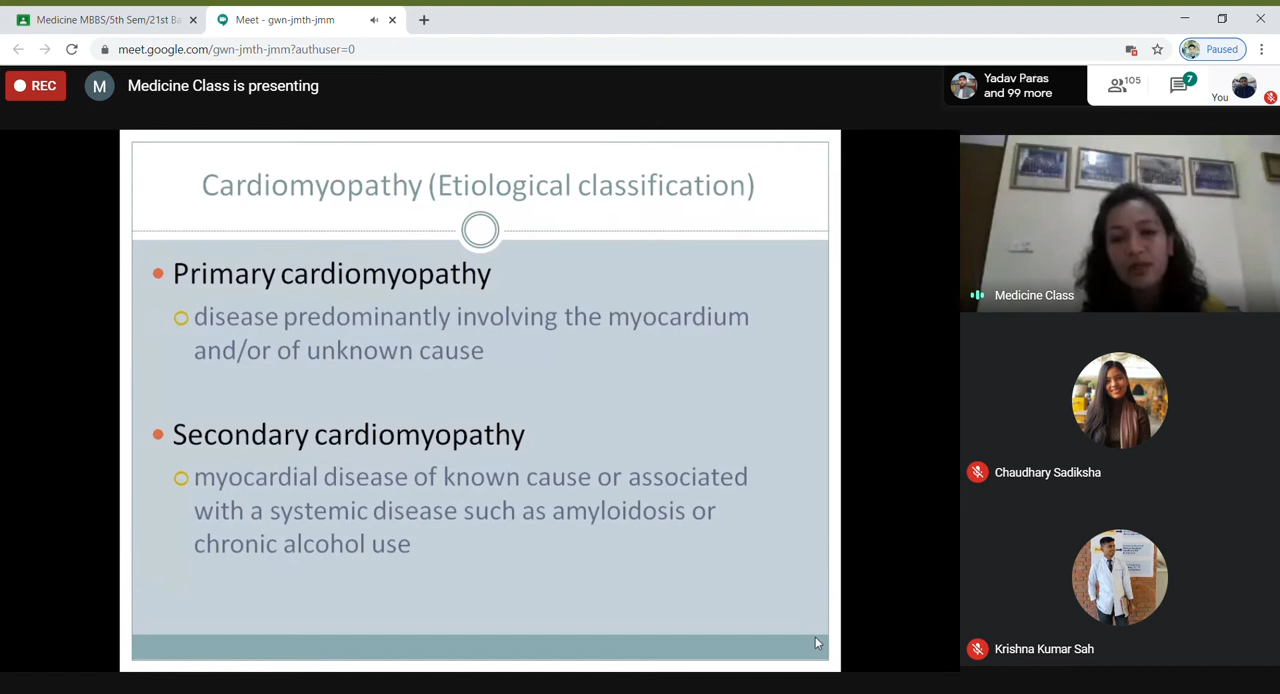 Medicine MBBS/5th Sem/21st Ba
Meet - gwn-jmth-jmm
meet.google.com/gwn-jmth-jmm?authuser=0
Paused
REC
M
Medicine Class is presenting
Yadav Paras
and 99 more
105
7
You
Cardiomyopathy (Etiological classification)
Primary cardiomyopathy
disease predominantly involving the myocardium
and/or of unknown cause
Secondary cardiomyopathy
myocardial disease of known cause or associated
with a systemic disease such as amyloidosis or
chronic alcohol use
Medicine Class
Chaudhary Sadiksha
Krishna Kumar Sah